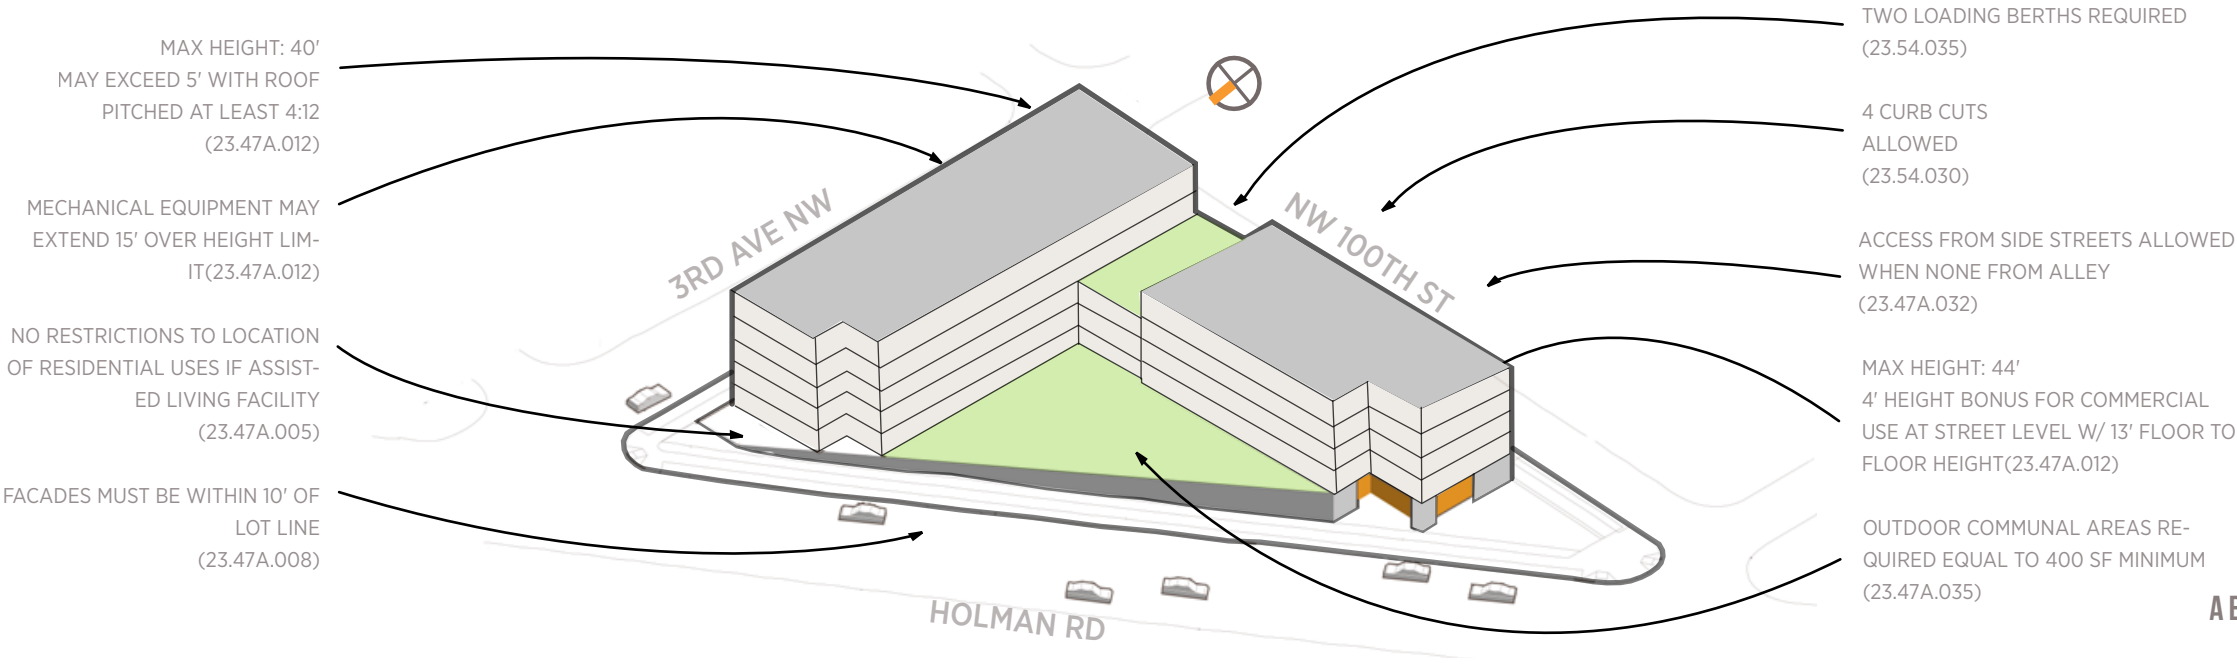 MAX HEIGHT: 40'
MAY EXCEED 5' WITH ROOF
PITCHED AT LEAST 4:12
(23.47A.012)
MECHANICAL EQUIPMENT MAY
EXTEND 15' OVER HEIGHT LIM-
IT(23.47A.012)
NO RESTRICTIONS TO LOCATION
OF RESIDENTIAL USES IF ASSIST-
ED LIVING FACILITY
(23.47A.005)
FACADES MUST BE WITHIN 10' OF
LOT LINE
(23.47A.008)
3RD AVE NW
NW 100TH ST
HOLMAN RD
TWO LOADING BERTHS REQUIRED
(23.54.035)
4 CURB CUTS
ALLOWED
(23.54.030)
ACCESS FROM SIDE STREETS ALLOWED
WHEN NONE FROM ALLEY
(23.47A.032)
MAX HEIGHT: 44'
4' HEIGHT BONUS FOR COMMERCIAL
USE AT STREET LEVEL W/ 13' FLOOR TO
FLOOR HEIGHT(23.47A.012)
OUTDOOR COMMUNAL AREAS RE-
QUIRED EQUAL TO 400 SF MINIMUM
(23.47A.035)